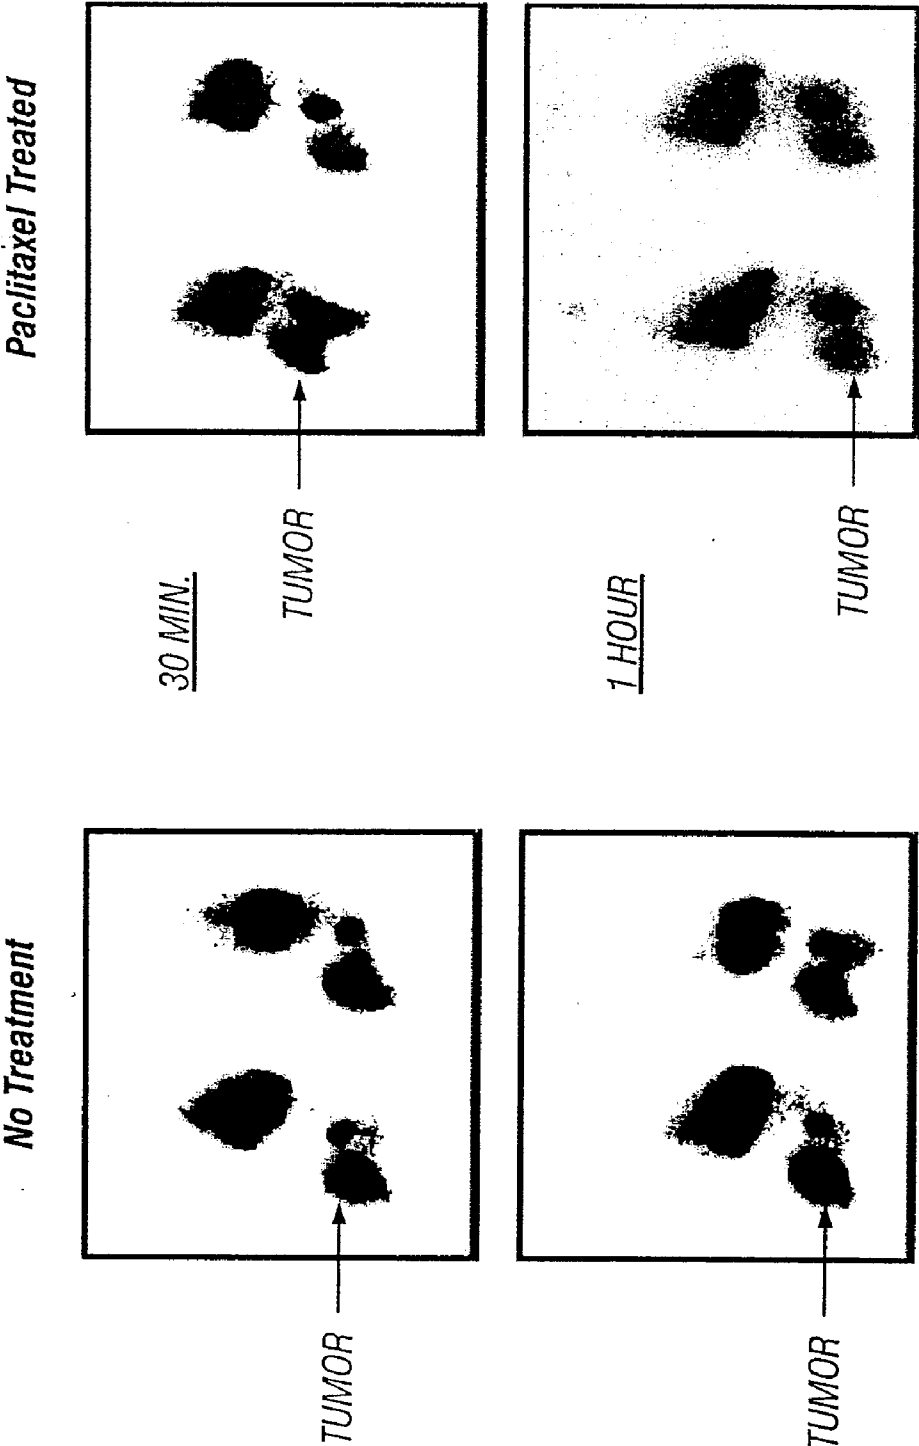 No Treatment
Paclitaxel Treated
30 MIN.
TUMOR
TUMOR
1 HOUR
TUMOR
TUMOR